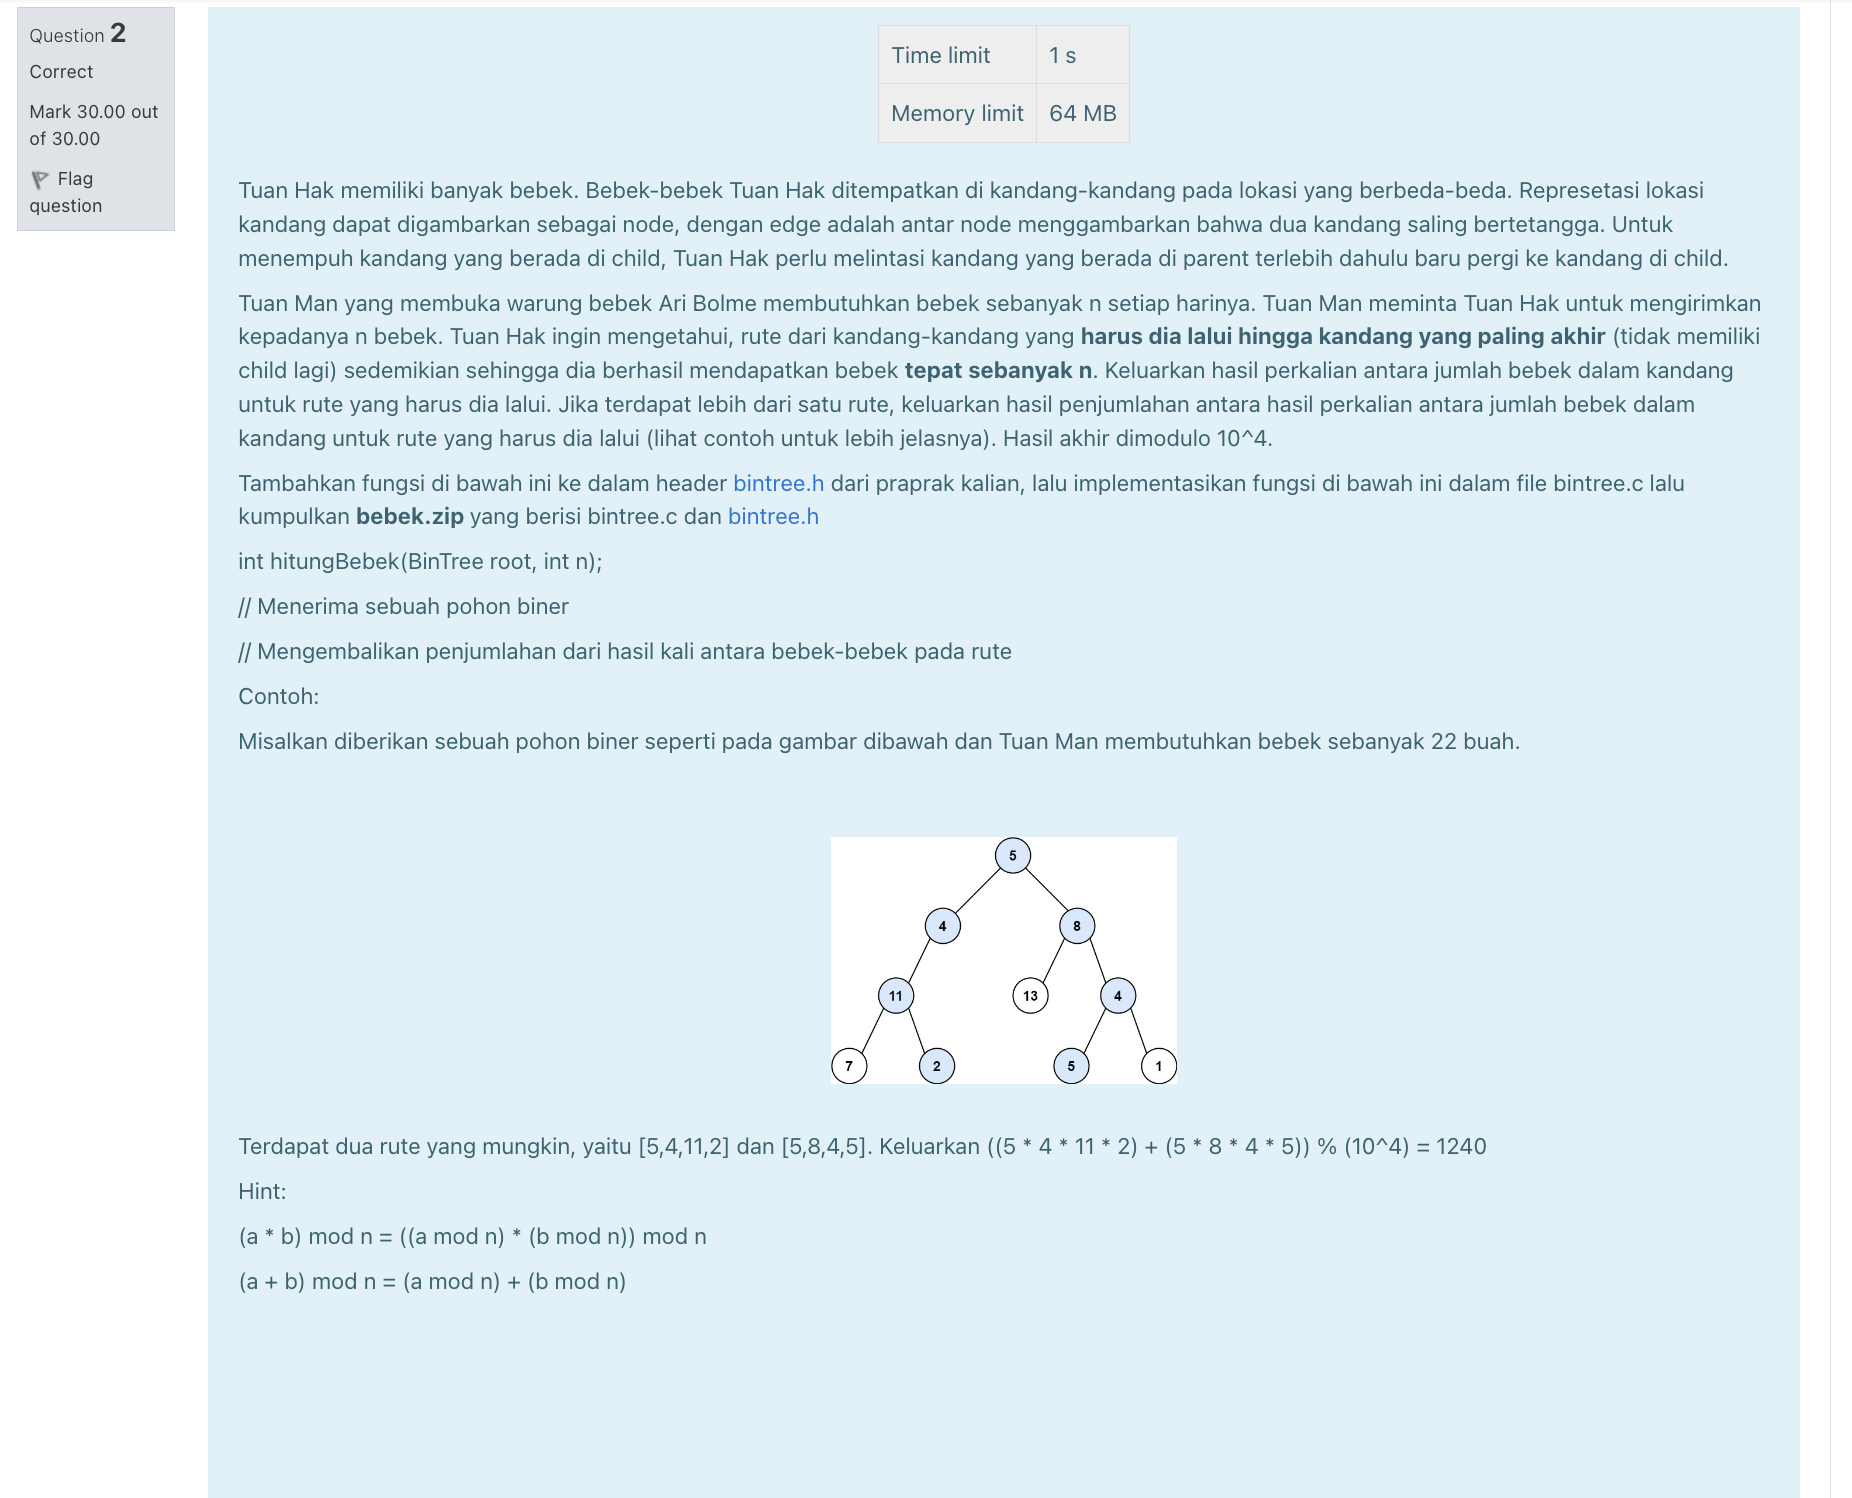 Question 2
Correct
Mark 30.00 out
of 30.00
Flag
question
Time limit 1 s
Memory limit 64 MB
Tuan Hak memiliki banyak bebek. Bebek-bebek Tuan Hak ditempatkan di kandang-kandang pada lokasi yang berbeda-beda. Represetasi lokasi
kandang dapat digambarkan sebagai node, dengan edge adalah antar node menggambarkan bahwa dua kandang saling bertetangga. Untuk
menempuh kandang yang berada di child, Tuan Hak perlu melintasi kandang yang berada di parent terlebih dahulu baru pergi ke kandang di child.
Tuan Man yang membuka warung bebek Ari Bolme membutuhkan bebek sebanyak n setiap harinya. Tuan Man meminta Tuan Hak untuk mengirimkan
kepadanya n bebek. Tuan Hak ingin mengetahui, rute dari kandang-kandang yang harus dia lalui hingga kandang yang paling akhir (tidak memiliki
child lagi) sedemikian sehingga dia berhasil mendapatkan bebek tepat sebanyak n. Keluarkan hasil perkalian antara jumlah bebek dalam kandang
untuk rute yang harus dia lalui. Jika terdapat lebih dari satu rute, keluarkan hasil penjumlahan antara hasil perkalian antara jumlah bebek dalam
kandang untuk rute yang harus dia lalui (lihat contoh untuk lebih jelasnya). Hasil akhir dimodulo 10^4.
Tambahkan fungsi di bawah ini ke dalam header bintree.h dari praprak kalian, lalu implementasikan fungsi di bawah ini dalam file bintree.c lalu
kumpulkan bebek.zip yang berisi bintree.c dan bintree.h
int hitungBebek(BinTree root, int n);
// Menerima sebuah pohon biner
// Mengembalikan penjumlahan dari hasil kali antara bebek-bebek pada rute
Contoh:
Misalkan diberikan sebuah pohon biner seperti pada gambar dibawah dan Tuan Man membutuhkan bebek sebanyak 22 buah.
5
4 8
11 13 4
7 2 5 1
Terdapat dua rute yang mungkin, yaitu [5,4,11,2] dan [5,8,4,5]. Keluarkan ((5 * 4 * 11 * 2) + (5 * 8 * 4 * 5)) % (10^4) = 1240
Hint:
(a * b) mod n = ((a mod n) * (b mod n)) mod n
(a + b) mod n = (a mod n) + (b mod n)